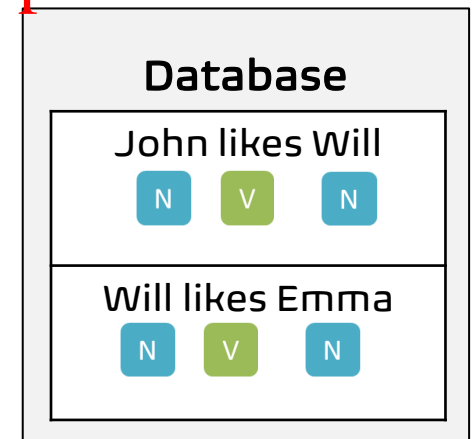 Database
John likes Will
N V N
Will likes Emma
N V N